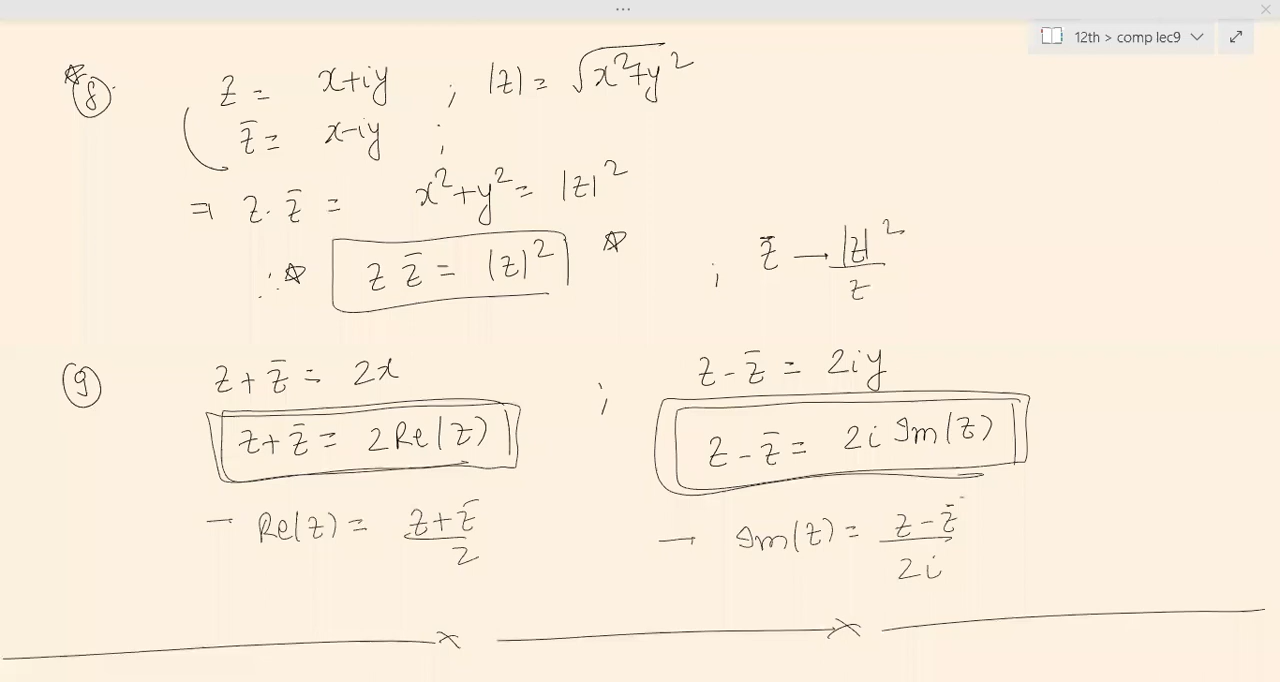 12th > comp lec9
⑧ z = x+iy ; |z| = √x²+y²
z̄ = x-iy ;
⇒ z. z̄ = x²+y² = |z|²
∴ ☆ z z̄ = |z|² ☆ ; z̄ → |z|²/z
⑨ z+z̄ = 2x ; z-z̄ = 2iy
z+z̄ = 2Re(z) z-z̄ = 2i Im(z)
→ Re(z) = z+z̄/2 → Im(z) = z-z̄/2i